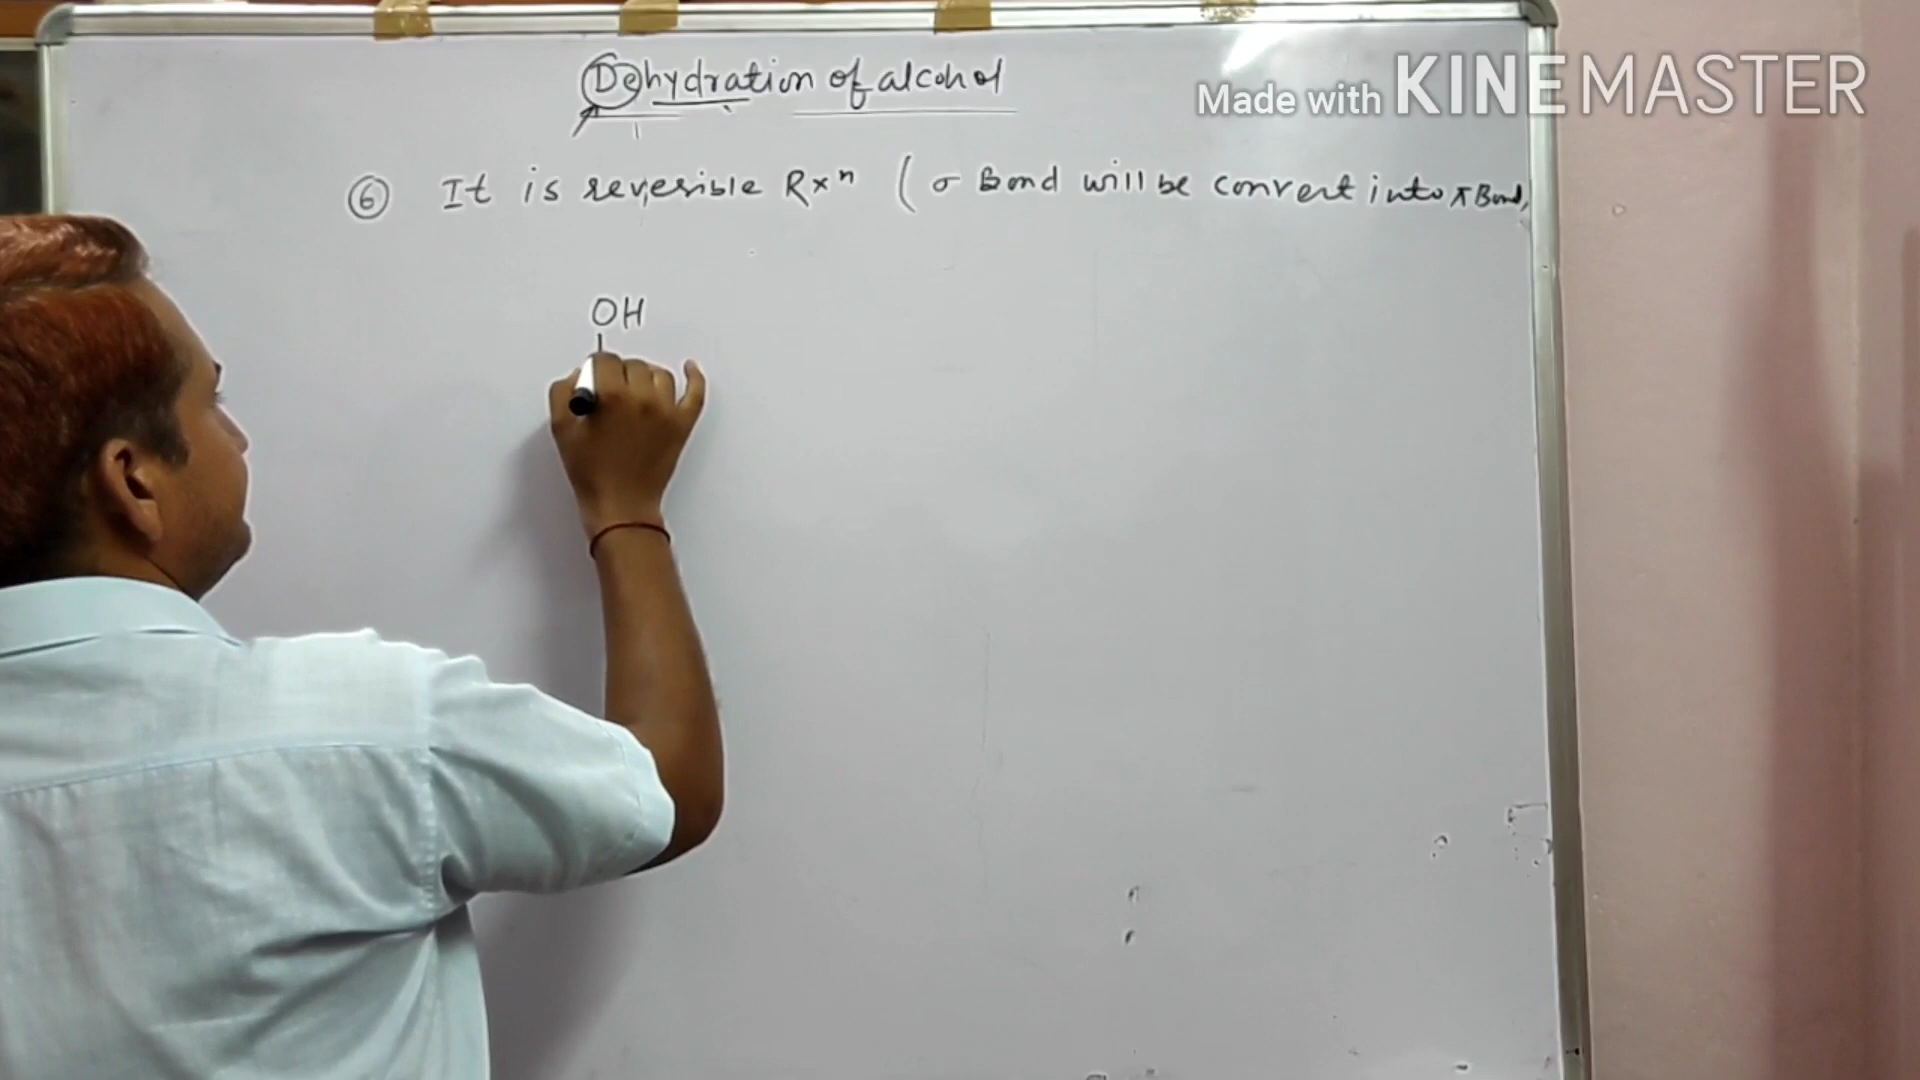 Dehydration of alcohol
Made with KINEMASTER
⑥ It is reversible Rxⁿ ( σ Bond will be convert into π Bond,
OH